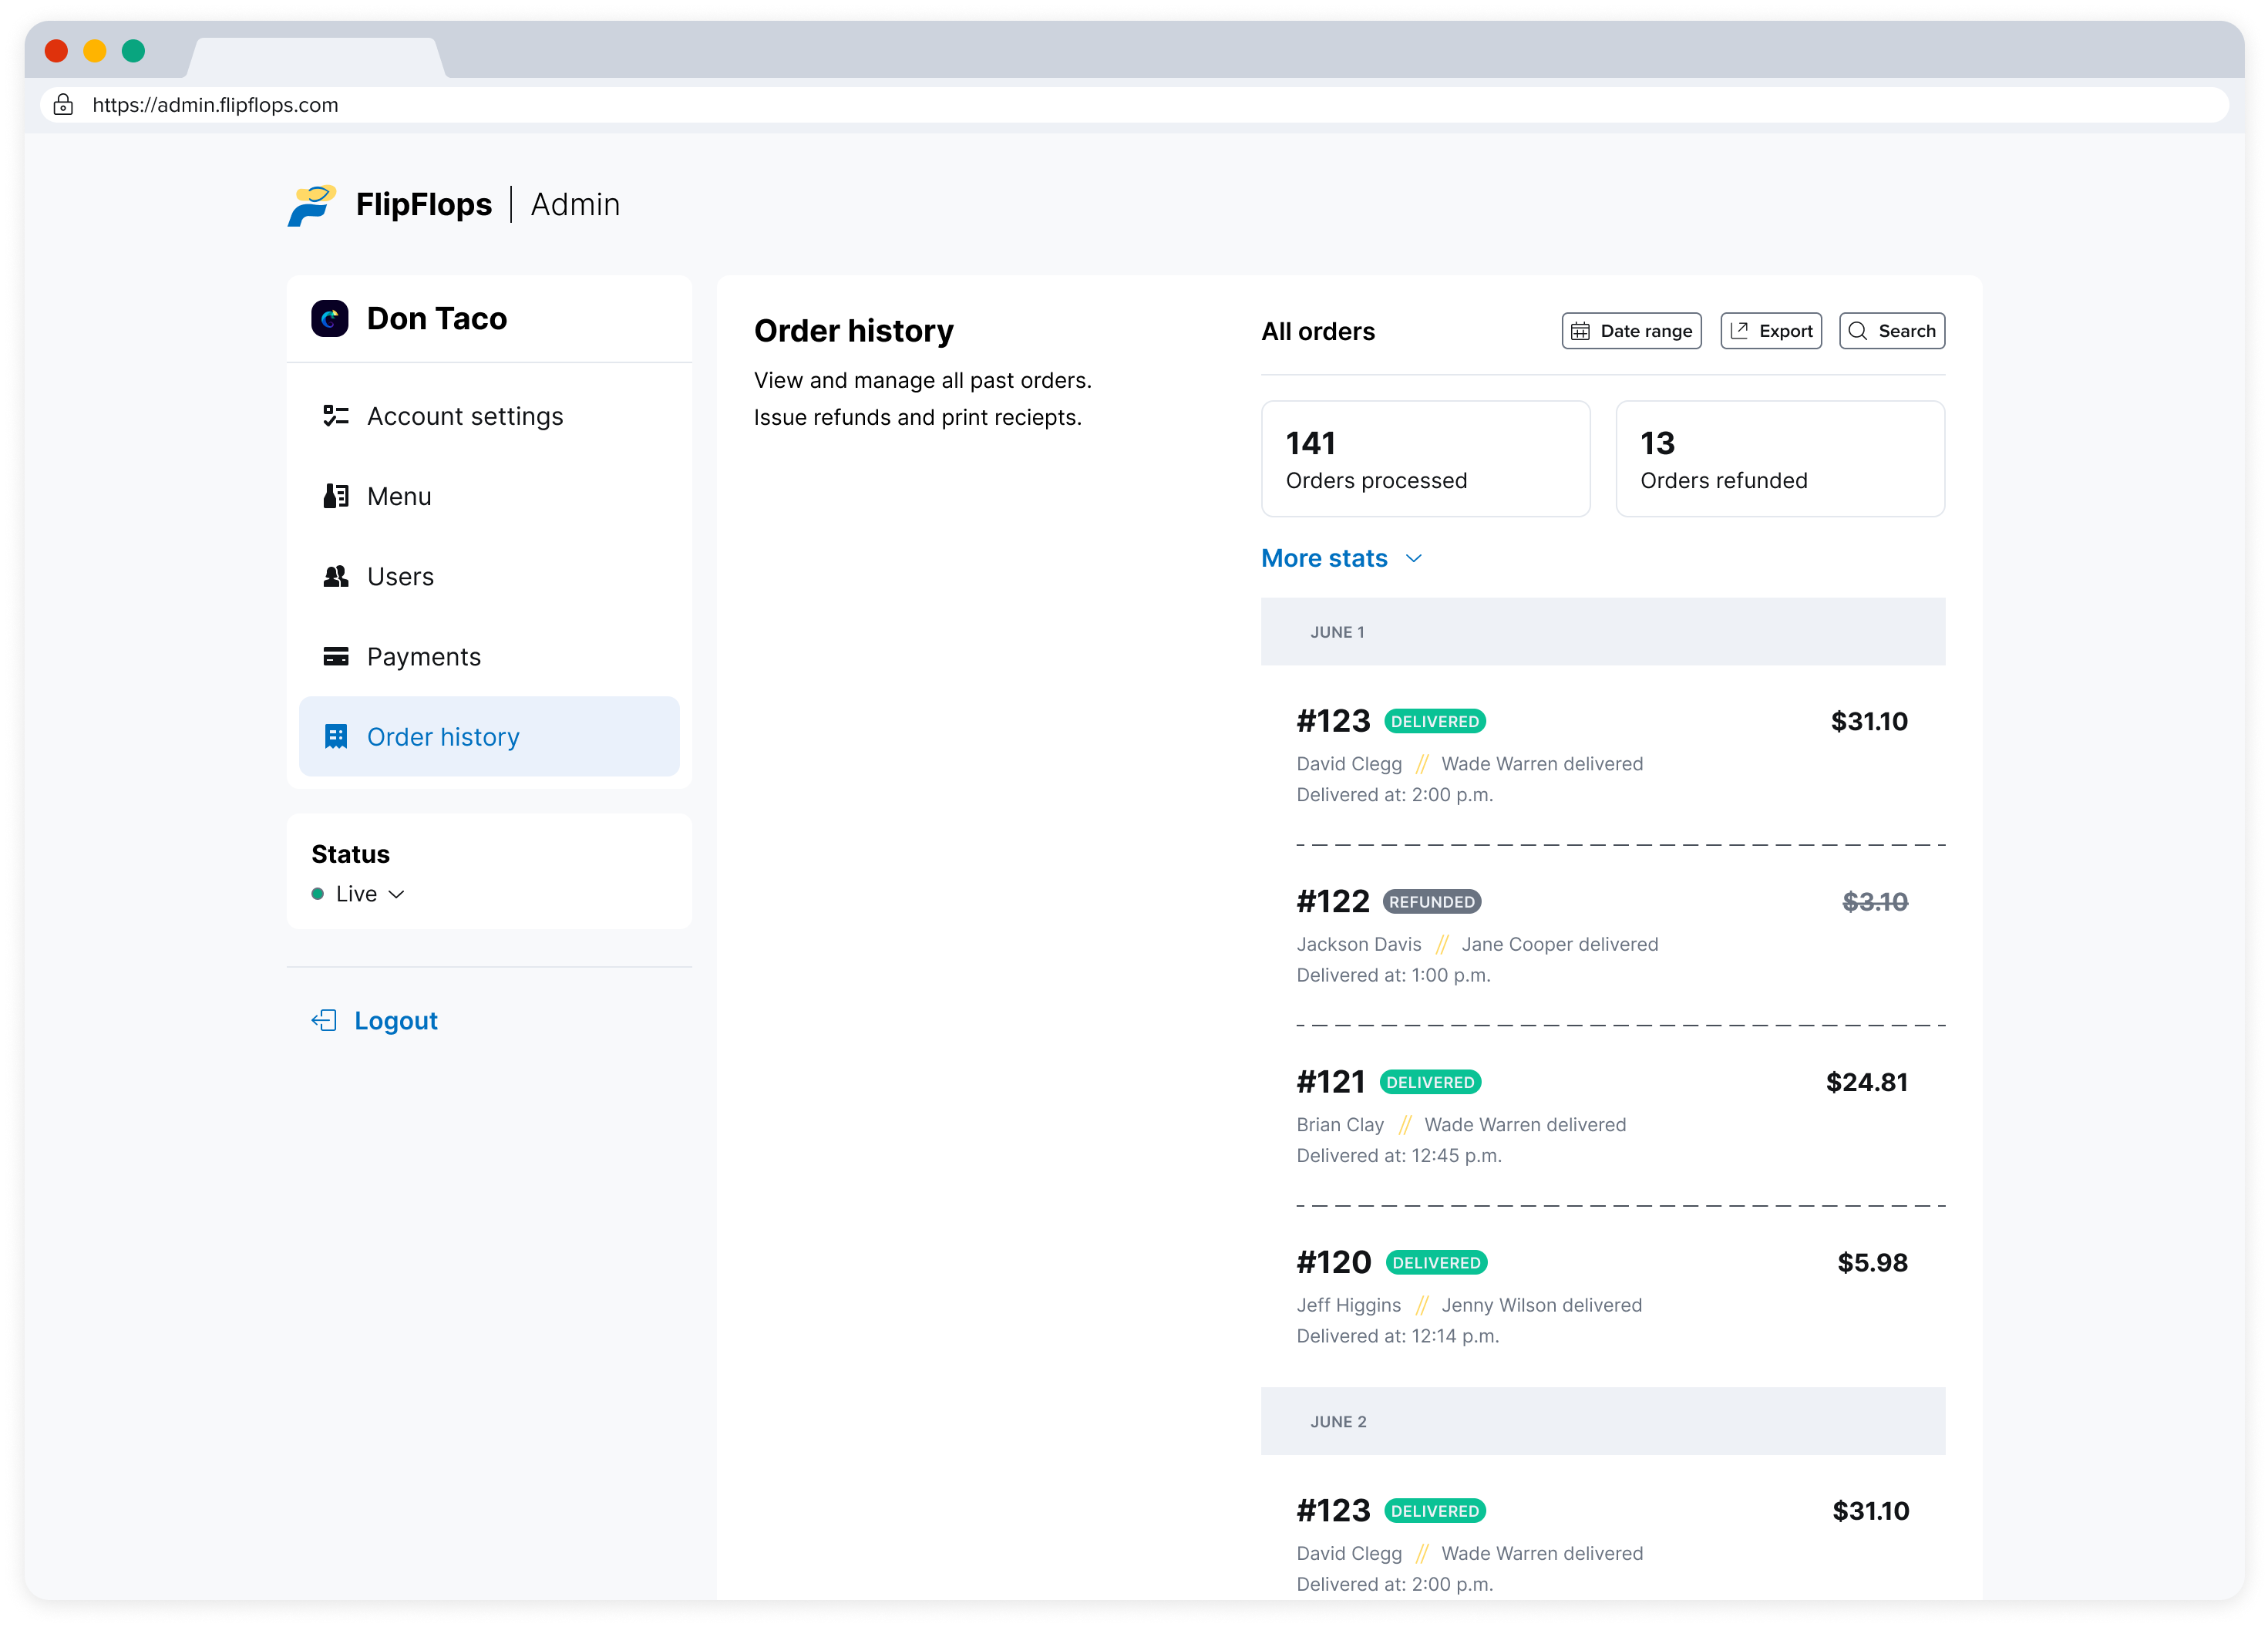 https://admin.flipflops.com
FlipFlops | Admin
Don Taco
Account settings
Menu
Users
Payments
Order history
Status
Live
Logout
Order history
View and manage all past orders.
Issue refunds and print reciepts.
All orders
Date range
Export
Search
141
Orders processed
13
Orders refunded
More stats
JUNE 1
#123 DELIVERED $31.10
David Clegg // Wade Warren delivered
Delivered at: 2:00 p.m.
#122 REFUNDED $3.10
Jackson Davis // Jane Cooper delivered
Delivered at: 1:00 p.m.
#121 DELIVERED $24.81
Brian Clay // Wade Warren delivered
Delivered at: 12:45 p.m.
#120 DELIVERED $5.98
Jeff Higgins // Jenny Wilson delivered
Delivered at: 12:14 p.m.
JUNE 2
#123 DELIVERED $31.10
David Clegg // Wade Warren delivered
Delivered at: 2:00 p.m.